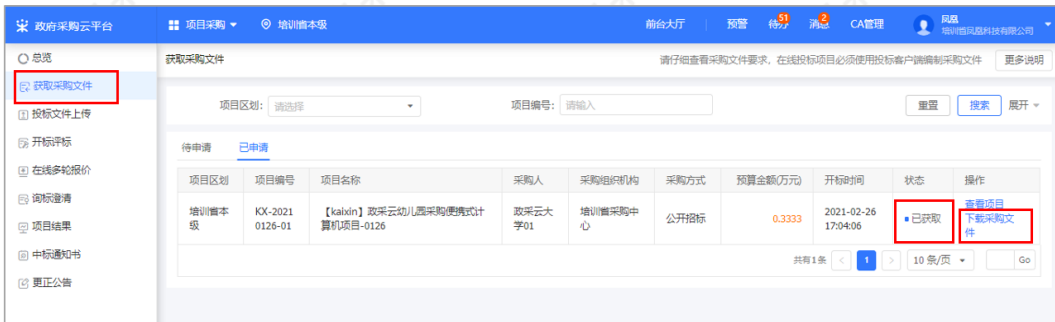 政府采购云平台
项目采购
培训省本级
前台大厅
预警
待办
51
消息
2
CA管理
凤凰
培训省凤凰科技有限公司
总览
获取采购文件
投标文件上传
开标评标
在线多轮报价
询标澄清
项目结果
中标通知书
更正公告
获取采购文件
请仔细查看采购文件要求，在线投标项目必须使用投标客户端编制采购文件
更多说明
项目区划：
请选择
项目编号：
请输入
重置
搜索
展开
待申请
已申请
项目区划
项目编号
项目名称
采购人
采购组织机构
采购方式
预算金额(万元)
开标时间
状态
操作
培训省本
级
KX-2021
0126-01
【kaixin】政采云幼儿园采购便携式计
算机项目-0126
政采云大
学01
培训省采购中
心
公开招标
0.3333
2021-02-26
17:04:06
已获取
查看项目
下载采购文
件
共有1条
<
1
>
10 条/页
Go